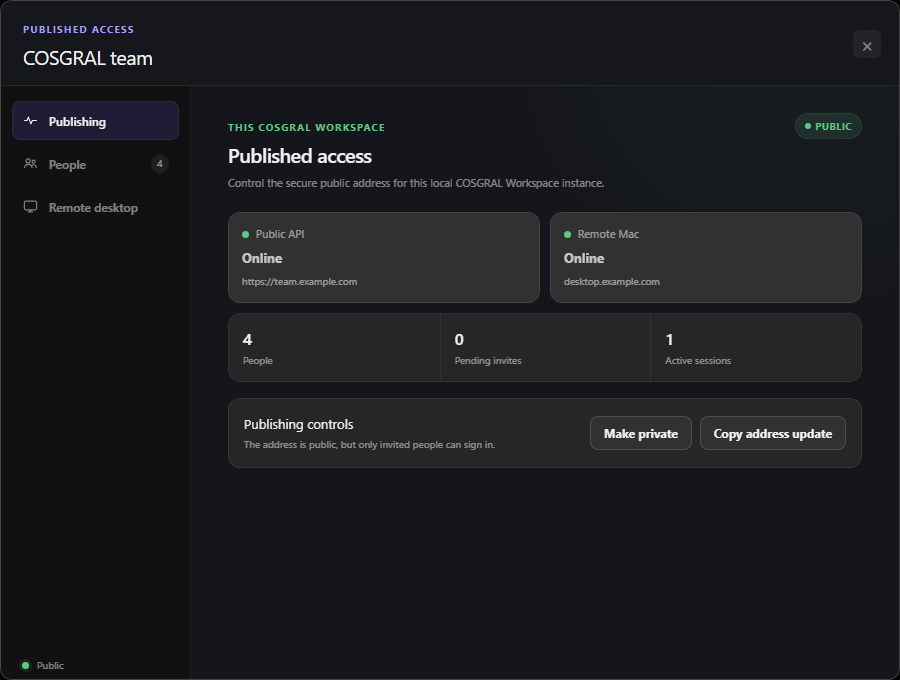 PUBLISHED ACCESS
COSGRAL team
Publishing
People
4
Remote desktop
THIS COSGRAL WORKSPACE
PUBLIC
Published access
Control the secure public address for this local COSGRAL Workspace instance.
Public API
Online
https://team.example.com
Remote Mac
Online
desktop.example.com
4
People
0
Pending invites
1
Active sessions
Publishing controls
The address is public, but only invited people can sign in.
Make private
Copy address update
Public